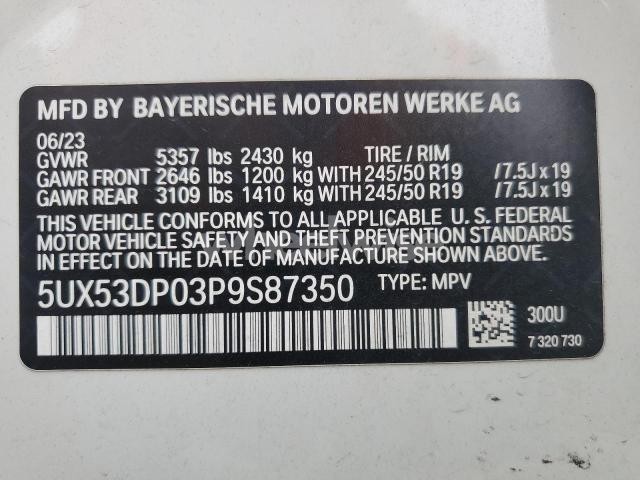 MFD BY BAYERISCHE MOTOREN WERKE AG
06/23
GVWR 5357 lbs 2430 kg TIRE / RIM
GAWR FRONT 2646 lbs 1200 kg WITH 245/50 R19 / 7.5J x 19
GAWR REAR 3109 lbs 1410 kg WITH 245/50 R19 / 7.5J x 19
THIS VEHICLE CONFORMS TO ALL APPLICABLE U. S. FEDERAL
MOTOR VEHICLE SAFETY AND THEFT PREVENTION STANDARDS
IN EFFECT ON THE DATE OF MANUFACTURE SHOWN ABOVE.
5UX53DP03P9S87350 TYPE: MPV
300U
7 320 730